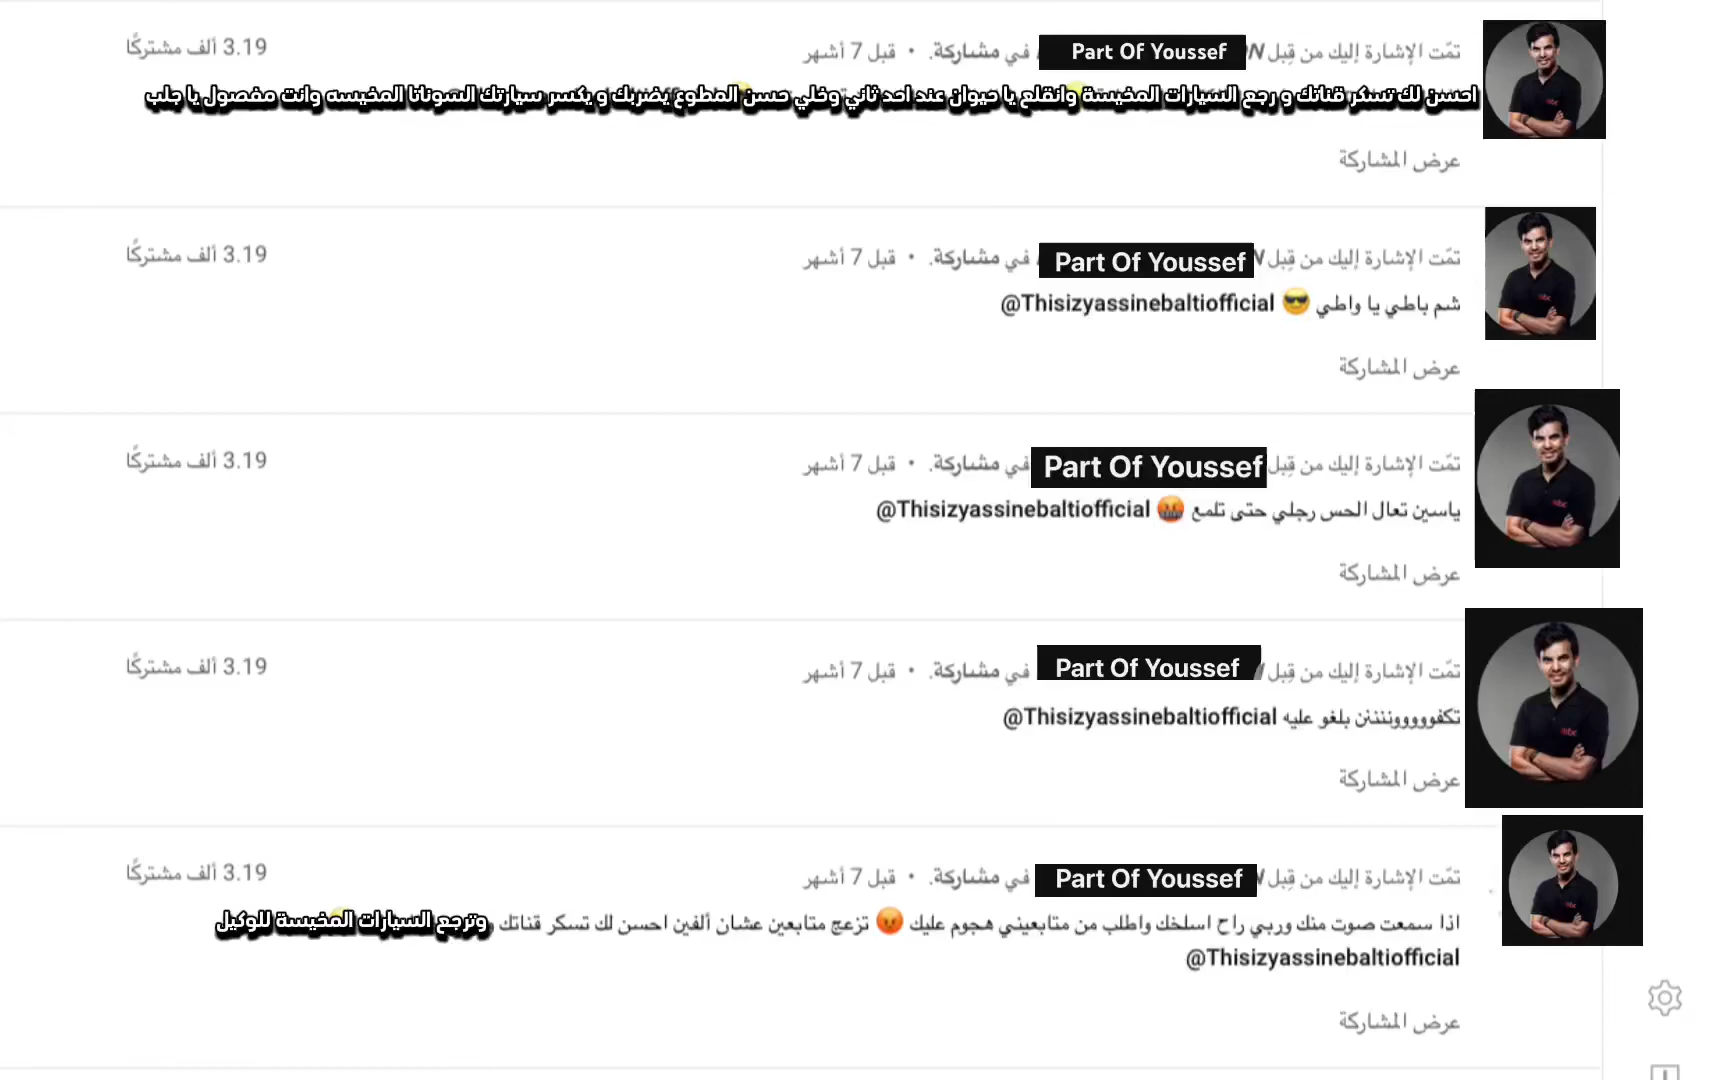 تمّت الإشارة إليك من قِبل Part Of Youssef في مشاركة. • قبل 7 أشهر 3.19 ألف مشتركًا
احسن لك تسكر قناتك و رجع السيارات المخيسة وانقلع يا حيوان عند احد ثاني وخلي حسن المطوع يضربك و يكسر سيارتك السوناتا المخيسه وانت مفصول يا جلب
عرض المشاركة
تمّت الإشارة إليك من قِبل Part Of Youssef في مشاركة. • قبل 7 أشهر 3.19 ألف مشتركًا
شم باطي يا واطي 😎 @Thisizyassinebaltiofficial
عرض المشاركة
تمّت الإشارة إليك من قِبل Part Of Youssef في مشاركة. • قبل 7 أشهر 3.19 ألف مشتركًا
ياسين تعال الحس رجلي حتى تلمع 🤬 @Thisizyassinebaltiofficial
عرض المشاركة
تمّت الإشارة إليك من قِبل Part Of Youssef في مشاركة. • قبل 7 أشهر 3.19 ألف مشتركًا
تكفوووووننننن بلغو عليه @Thisizyassinebaltiofficial
عرض المشاركة
تمّت الإشارة إليك من قِبل Part Of Youssef في مشاركة. • قبل 7 أشهر 3.19 ألف مشتركًا
اذا سمعت صوت منك وربي راح اسلخك واطلب من متابعيني هجوم عليك 😡 تزعج متابعين عشان ألفين احسن لك تسكر قناتك وترجع السيارات المخيسة للوكيل
@Thisizyassinebaltiofficial
عرض المشاركة